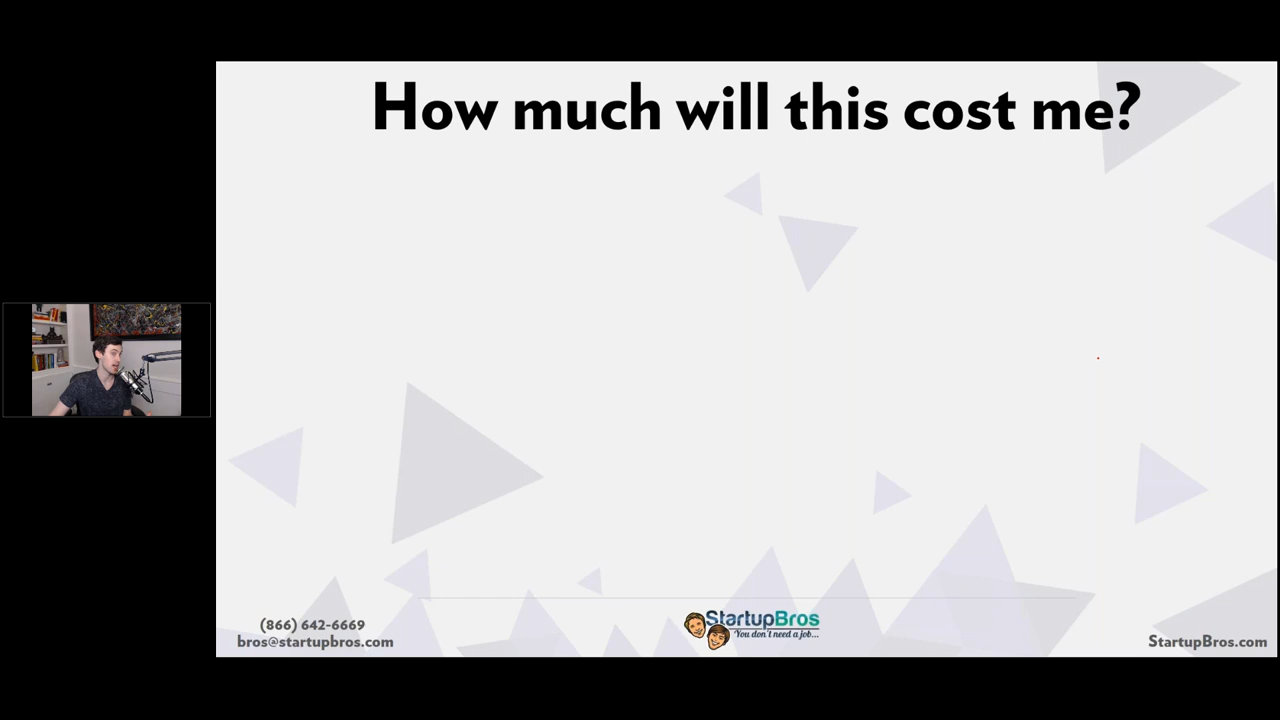 How much will this cost me?
(866) 642-6669
bros@startupbros.com
StartupBros
"You don't need a job...
StartupBros.com